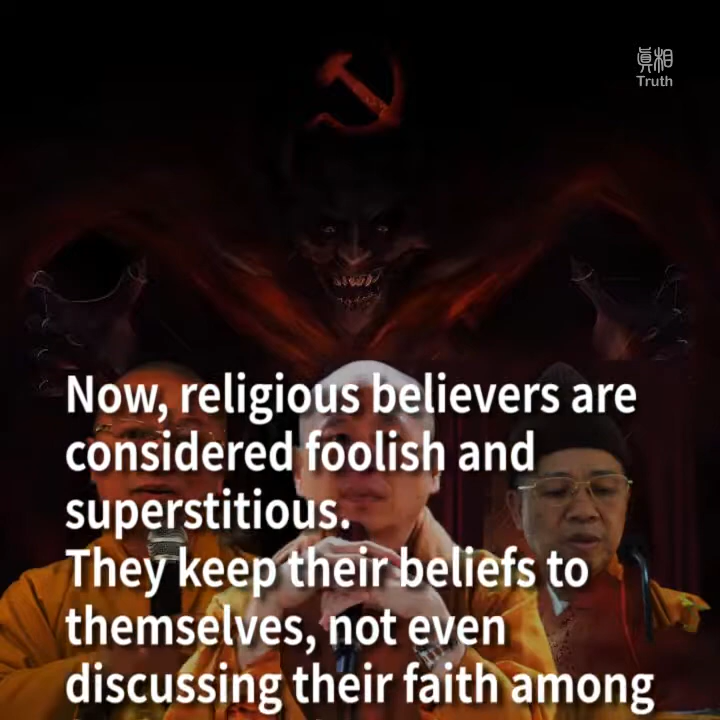 真相
Truth
Now, religious believers are
considered foolish and
superstitious.
They keep their beliefs to
themselves, not even
discussing their faith among